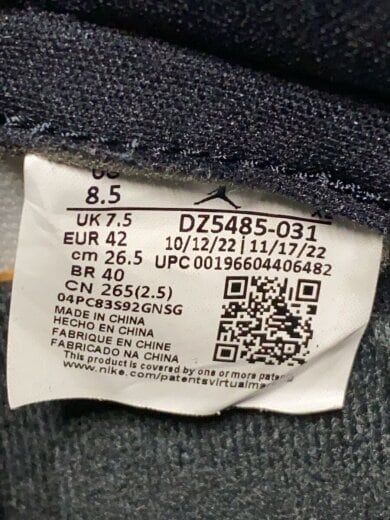 8.5
UK 7.5 DZ5485-031
EUR 42 10/12/22 | 11/17/22
cm 26.5 UPC 00196604406482
BR 40
CN 265(2.5)
04PC83S92GNSG
MADE IN CHINA
HECHO EN CHINA
FABRIQUE EN CHINE
FABRICADO NA CHINA
This product is covered by one or more patents
www.nike.com/patentsvirtualma